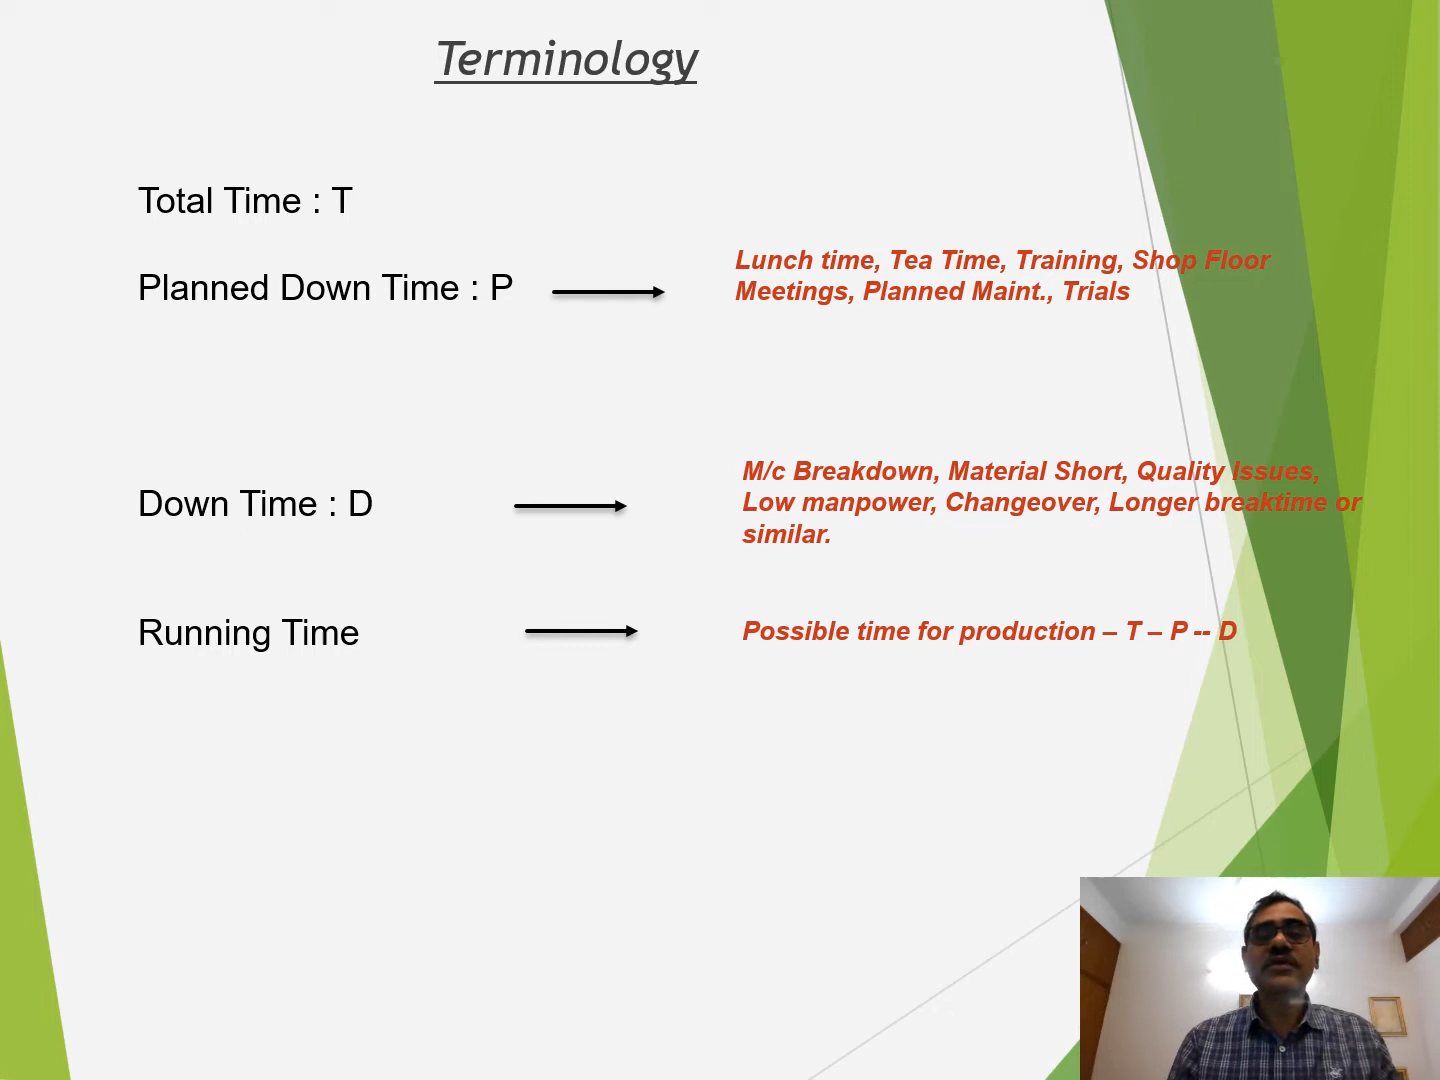 Terminology
Total Time : T
Planned Down Time : P
Lunch time, Tea Time, Training, Shop Floor
Meetings, Planned Maint., Trials
Down Time : D
M/c Breakdown, Material Short, Quality Issues,
Low manpower, Changeover, Longer breaktime or
similar.
Running Time
Possible time for production – T – P -- D